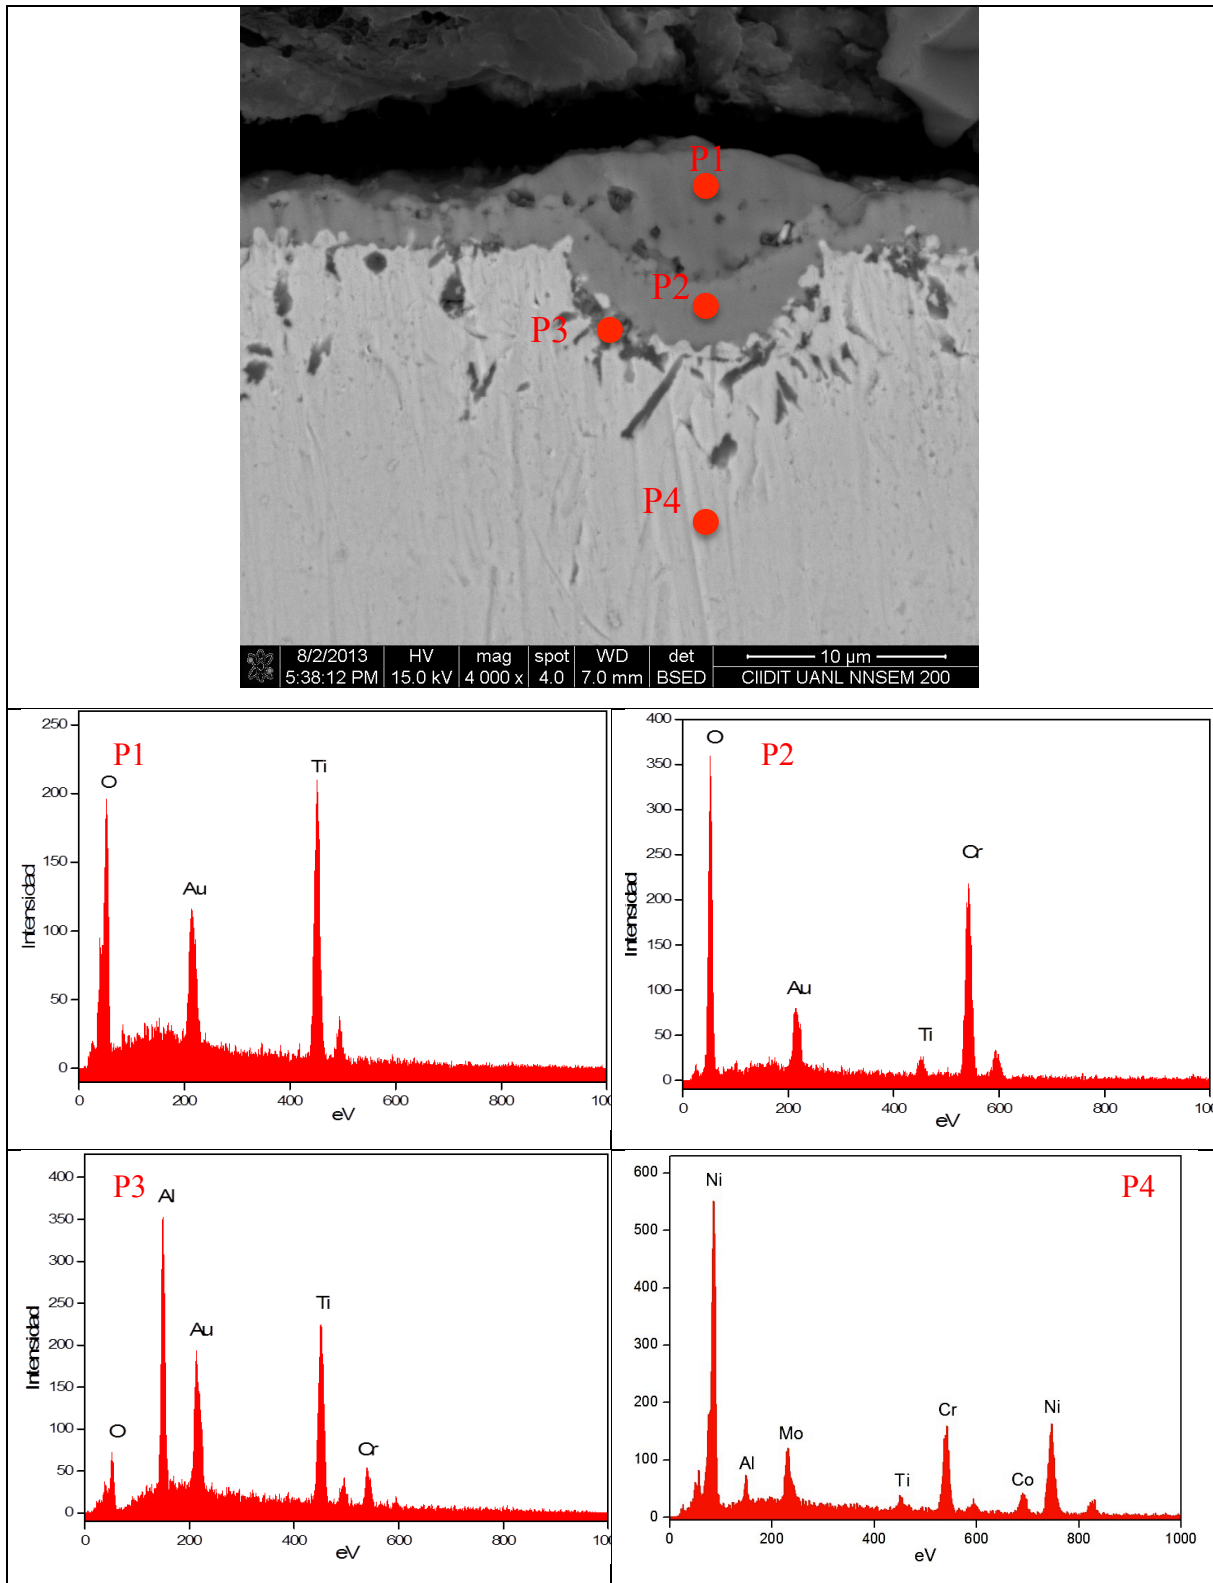 P1
P2
P3
P4
8/2/2013 HV mag spot WD det 10 µm
5:38:12 PM 15.0 kV 4 000 x 4.0 7.0 mm BSED CIIDIT UANL NNSEM 200
P1
O
Au
Ti
250
200
150
100
50
0
Intensidad
0 200 400 600 800 100
eV
P2
O
Au
Ti
Cr
400
350
300
250
200
150
100
50
0
Intensidad
0 200 400 600 800 100
eV
P3
O
Al
Au
Ti
Cr
400
350
300
250
200
150
100
50
0
Intensidad
0 200 400 600 800 100
eV
P4
Ni
Al
Mo
Ti
Cr
Co
Ni
600
500
400
300
200
100
0
0 200 400 600 800 1000
eV